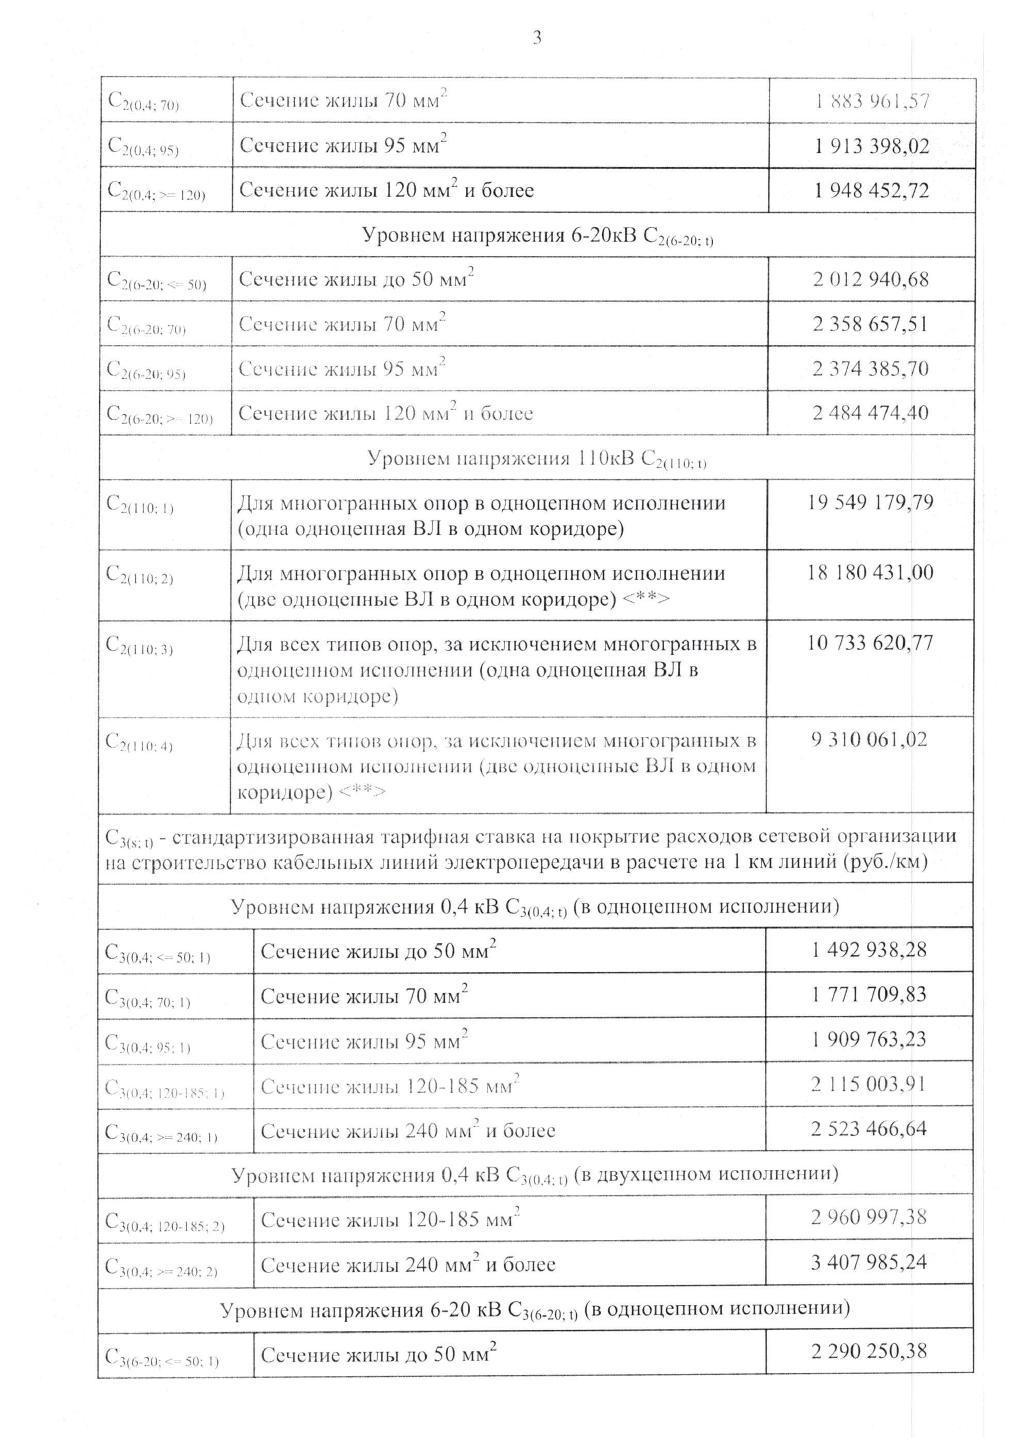 3
C2(0,4; 70) Сечение жилы 70 мм2 1 883 961,57
C2(0,4; 95) Сечение жилы 95 мм2 1 913 398,02
C2(0,4; >= 120) Сечение жилы 120 мм2 и более 1 948 452,72
Уровнем напряжения 6-20кВ C2(6-20; t)
C2(6-20; <= 50) Сечение жилы до 50 мм2 2 012 940,68
C2(6-20; 70) Сечение жилы 70 мм2 2 358 657,51
C2(6-20; 95) Сечение жилы 95 мм2 2 374 385,70
C2(6-20; >= 120) Сечение жилы 120 мм2 и более 2 484 474,40
Уровнем напряжения 110кВ C2(110; t)
C2(110; 1) Для многогранных опор в одноцепном исполнении 19 549 179,79
(одна одноцепная ВЛ в одном коридоре)
C2(110; 2) Для многогранных опор в одноцепном исполнении 18 180 431,00
(две одноцепные ВЛ в одном коридоре) <**>
C2(110; 3) Для всех типов опор, за исключением многогранных в 10 733 620,77
одноцепном исполнении (одна одноцепная ВЛ в
одном коридоре)
C2(110; 4) Для всех типов опор, за исключением многогранных в 9 310 061,02
одноцепном исполнении (две одноцепные ВЛ в одном
коридоре) <**>
C3(s; t) - стандартизированная тарифная ставка на покрытие расходов сетевой организации
на строительство кабельных линий электропередачи в расчете на 1 км линий (руб./км)
Уровнем напряжения 0,4 кВ C3(0,4; t) (в одноцепном исполнении)
C3(0,4; <= 50; 1) Сечение жилы до 50 мм2 1 492 938,28
C3(0,4; 70; 1) Сечение жилы 70 мм2 1 771 709,83
C3(0,4; 95; 1) Сечение жилы 95 мм2 1 909 763,23
C3(0,4; 120-185; 1) Сечение жилы 120-185 мм2 2 115 003,91
C3(0,4; >= 240; 1) Сечение жилы 240 мм2 и более 2 523 466,64
Уровнем напряжения 0,4 кВ C3(0,4; t) (в двухцепном исполнении)
C3(0,4; 120-185; 2) Сечение жилы 120-185 мм2 2 960 997,38
C3(0,4; >= 240; 2) Сечение жилы 240 мм2 и более 3 407 985,24
Уровнем напряжения 6-20 кВ C3(6-20; t) (в одноцепном исполнении)
C3(6-20; <= 50; 1) Сечение жилы до 50 мм2 2 290 250,38